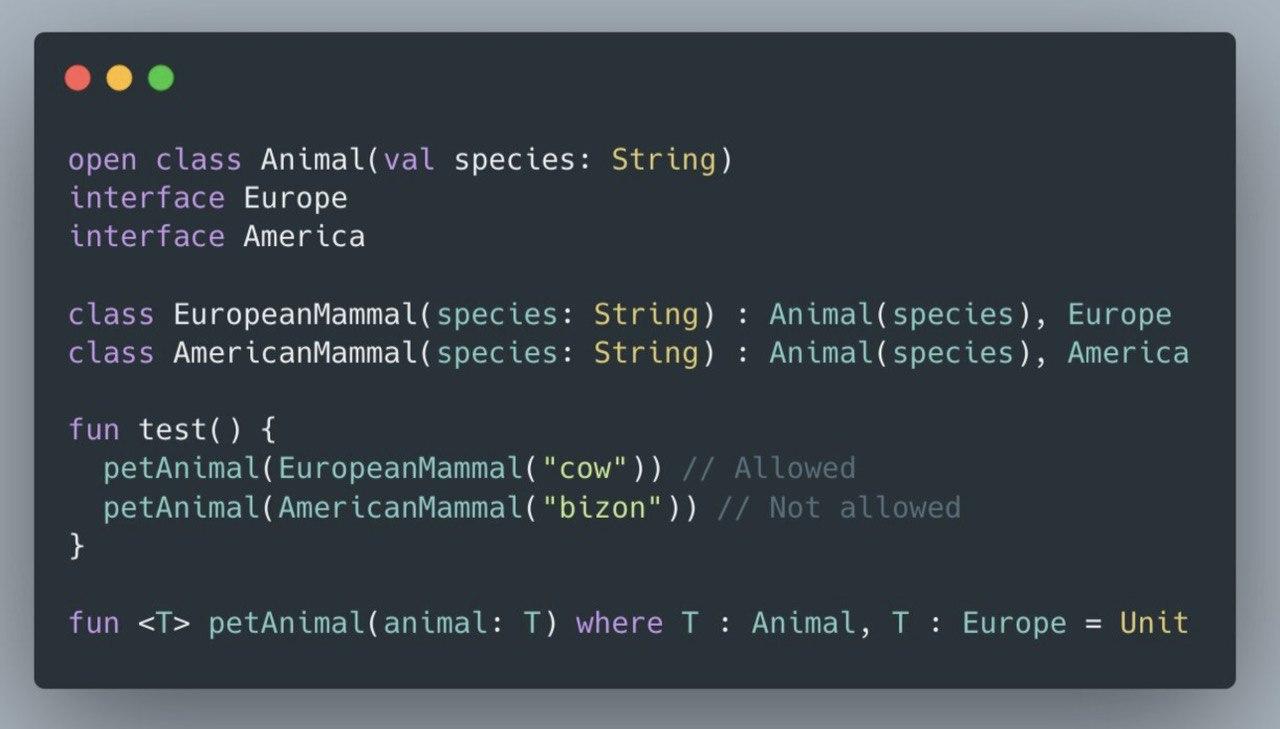 open class Animal(val species: String)
interface Europe
interface America
class EuropeanMammal(species: String) : Animal(species), Europe
class AmericanMammal(species: String) : Animal(species), America
fun test() {
  petAnimal(EuropeanMammal("cow")) // Allowed
  petAnimal(AmericanMammal("bizon")) // Not allowed
}
fun <T> petAnimal(animal: T) where T : Animal, T : Europe = Unit